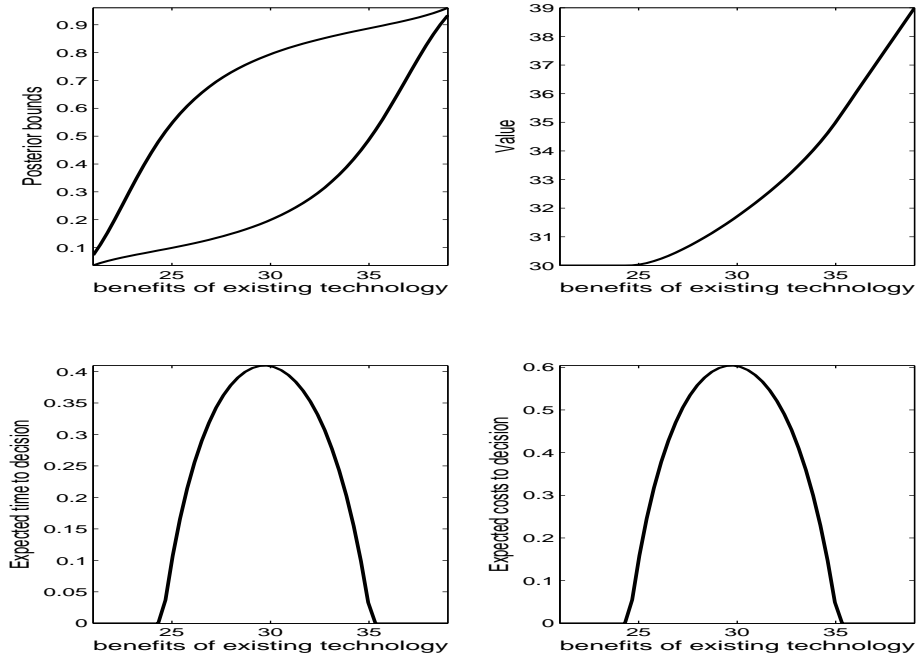 Posterior bounds
0.9
0.8
0.7
0.6
0.5
0.4
0.3
0.2
0.1
25 30 35
benefits of existing technology
Value
39
38
37
36
35
34
33
32
31
30
25 30 35
benefits of existing technology
Expected time to decision
0.4
0.35
0.3
0.25
0.2
0.15
0.1
0.05
0
25 30 35
benefits of existing technology
Expected costs to decision
0.6
0.5
0.4
0.3
0.2
0.1
0
25 30 35
benefits of existing technology